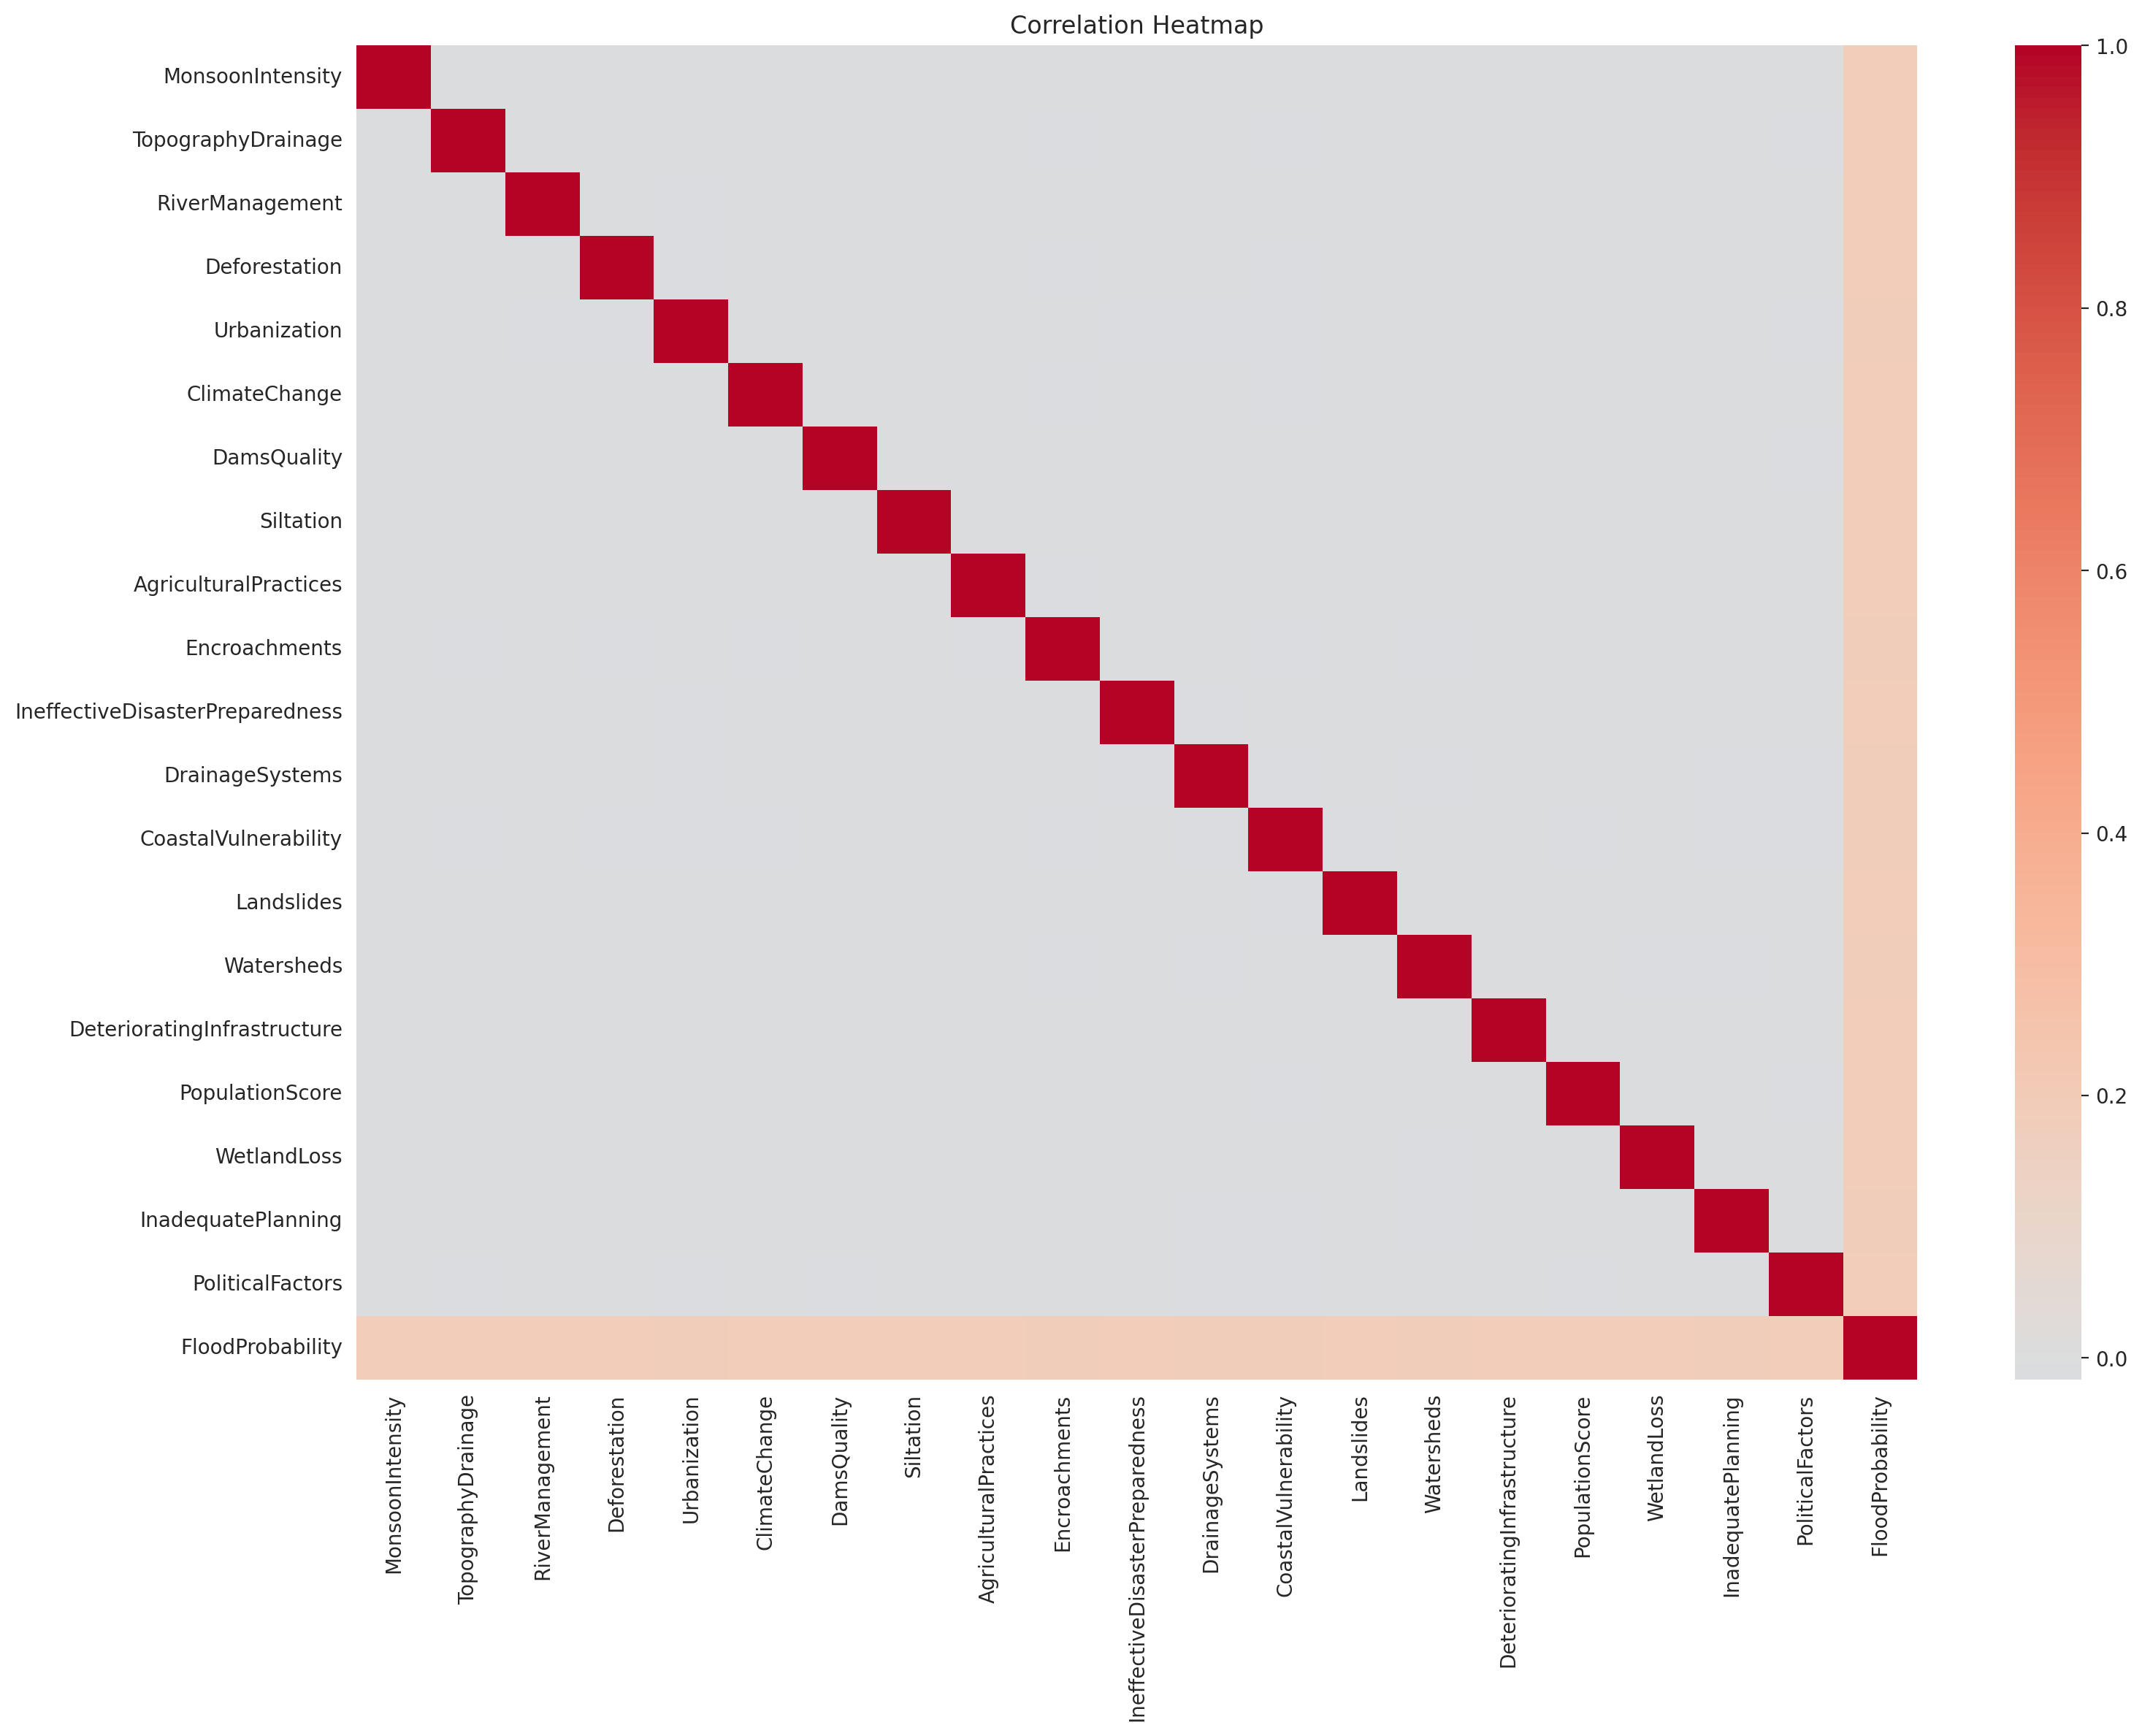 Correlation Heatmap
MonsoonIntensity
TopographyDrainage
RiverManagement
Deforestation
Urbanization
ClimateChange
DamsQuality
Siltation
AgriculturalPractices
Encroachments
IneffectiveDisasterPreparedness
DrainageSystems
CoastalVulnerability
Landslides
Watersheds
DeterioratingInfrastructure
PopulationScore
WetlandLoss
InadequatePlanning
PoliticalFactors
FloodProbability
MonsoonIntensity
TopographyDrainage
RiverManagement
Deforestation
Urbanization
ClimateChange
DamsQuality
Siltation
AgriculturalPractices
Encroachments
IneffectiveDisasterPreparedness
DrainageSystems
CoastalVulnerability
Landslides
Watersheds
DeterioratingInfrastructure
PopulationScore
WetlandLoss
InadequatePlanning
PoliticalFactors
FloodProbability
1.0
0.8
0.6
0.4
0.2
0.0